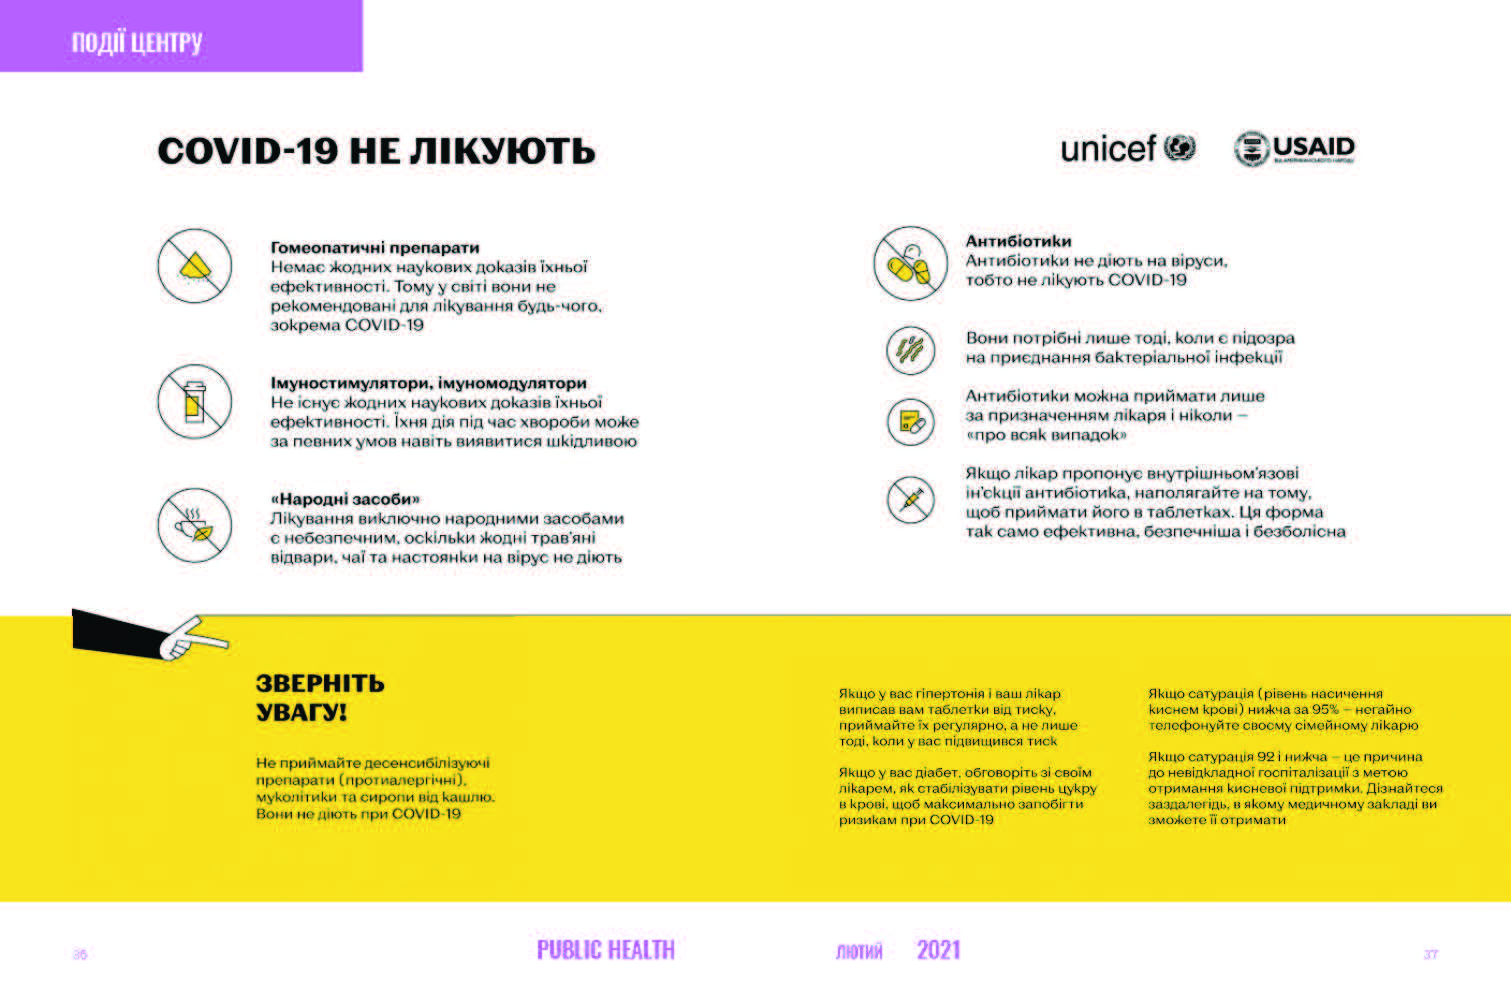 ПОДІЇ ЦЕНТРУ
COVID-19 НЕ ЛІКУЮТЬ
unicef
USAID
ВІД АМЕРИКАНСЬКОГО НАРОДУ
Гомеопатичні препарати
Немає жодних наукових доказів їхньої
ефективності. Тому у світі вони не
рекомендовані для лікування будь-чого,
зокрема COVID-19
Імуностимулятори, імуномодулятори
Не існує жодних наукових доказів їхньої
ефективності. Їхня дія під час хвороби може
за певних умов навіть виявитися шкідливою
«Народні засоби»
Лікування виключно народними засобами
є небезпечним, оскільки жодні трав'яні
відвари, чаї та настоянки на вірус не діють
Антибіотики
Антибіотики не діють на віруси,
тобто не лікують COVID-19
Вони потрібні лише тоді, коли є підозра
на приєднання бактеріальної інфекції
Антибіотики можна приймати лише
за призначенням лікаря і ніколи –
«про всяк випадок»
Якщо лікар пропонує внутрішньом'язові
ін'єкції антибіотика, наполягайте на тому,
щоб приймати його в таблетках. Ця форма
так само ефективна, безпечніша і безболісна
ЗВЕРНІТЬ
УВАГУ!
Не приймайте десенсибілізуючі
препарати (протиалергічні),
муколітики та сиропи від кашлю.
Вони не діють при COVID-19
Якщо у вас гіпертонія і ваш лікар
виписав вам таблетки від тиску,
приймайте їх регулярно, а не лише
тоді, коли у вас підвищився тиск
Якщо у вас діабет, обговоріть зі своїм
лікарем, як стабілізувати рівень цукру
в крові, щоб максимально запобігти
ризикам при COVID-19
Якщо сатурація (рівень насичення
киснем крові) нижча за 95% – негайно
телефонуйте своєму сімейному лікарю
Якщо сатурація 92 і нижча – це причина
до невідкладної госпіталізації з метою
отримання кисневої підтримки. Дізнайтеся
заздалегідь, в якому медичному закладі ви
зможете її отримати
36
PUBLIC HEALTH
ЛЮТИЙ 2021
37